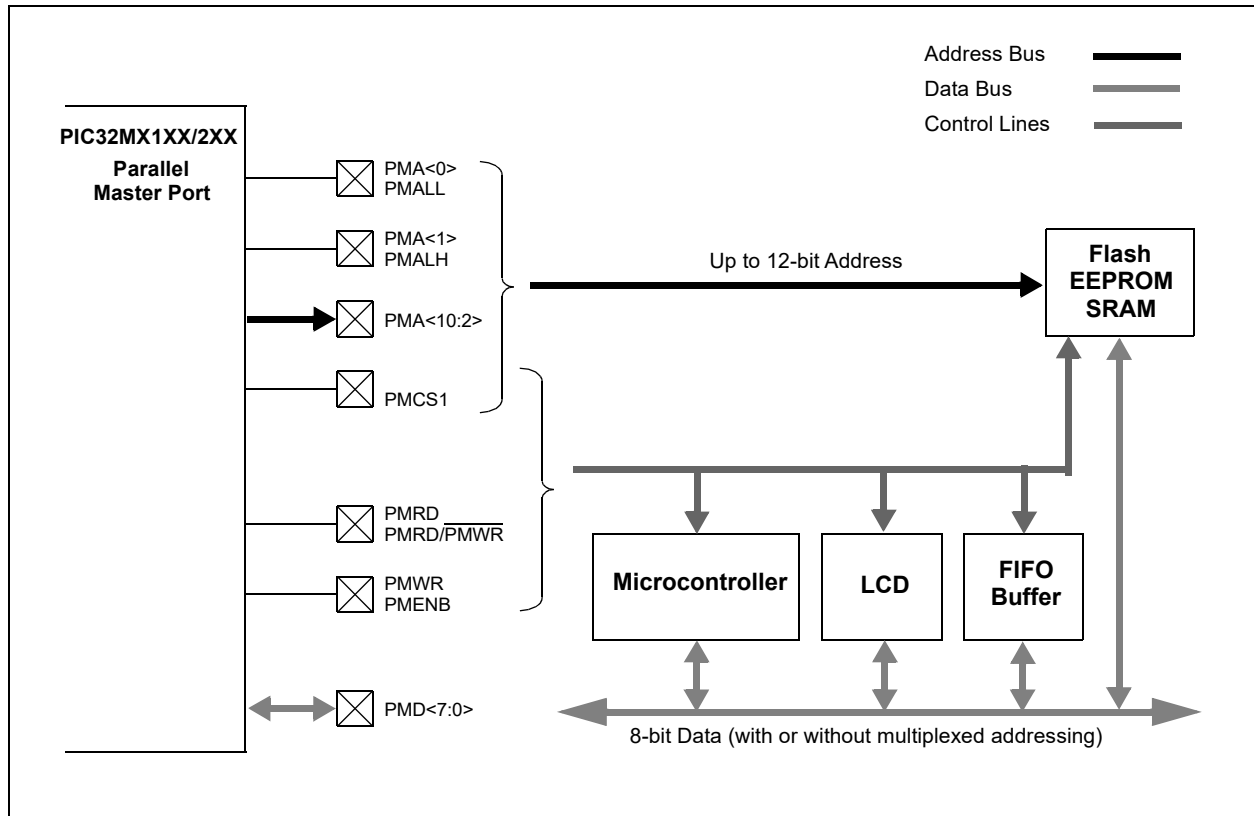 Address Bus
Data Bus
Control Lines
PIC32MX1XX/2XX
Parallel
Master Port
PMA<0>
PMALL
PMA<1>
PMALH
PMA<10:2>
PMCS1
PMRD
PMRD/PMWR
PMWR
PMENB
PMD<7:0>
Up to 12-bit Address
Flash
EEPROM
SRAM
Microcontroller
LCD
FIFO
Buffer
8-bit Data (with or without multiplexed addressing)